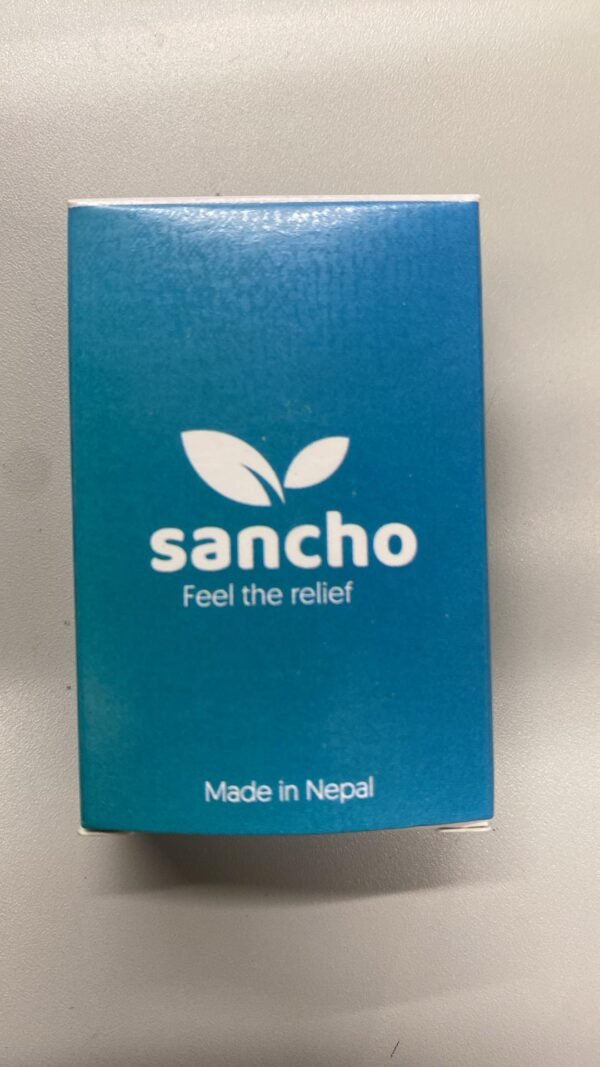 sancho
Feel the relief
Made in Nepal